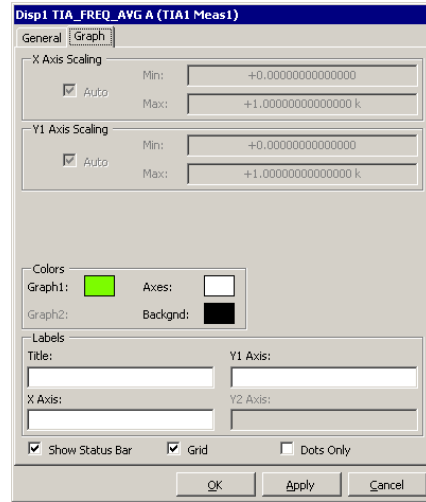 Disp1 TIA_FREQ_AVG A (TIA1 Meas1)
General Graph
X Axis Scaling
Auto
Min: +0.00000000000000
Max: +1.00000000000000 k
Y1 Axis Scaling
Auto
Min: +0.00000000000000
Max: +1.00000000000000 k
Colors
Graph1: Axes:
Graph2: Backgnd:
Labels
Title: Y1 Axis:
X Axis: Y2 Axis:
Show Status Bar Grid Dots Only
OK Apply Cancel